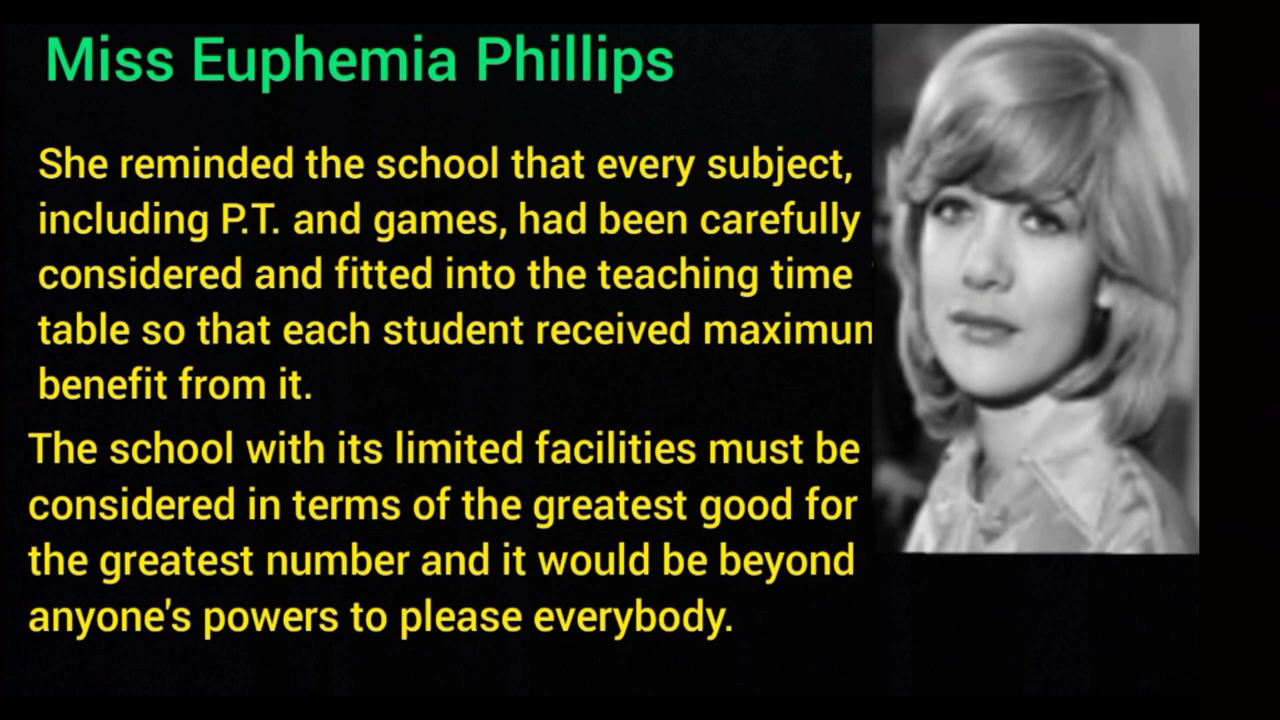 Miss Euphemia Phillips
She reminded the school that every subject,
including P.T. and games, had been carefully
considered and fitted into the teaching time
table so that each student received maximun
benefit from it.
The school with its limited facilities must be
considered in terms of the greatest good for
the greatest number and it would be beyond
anyone's powers to please everybody.